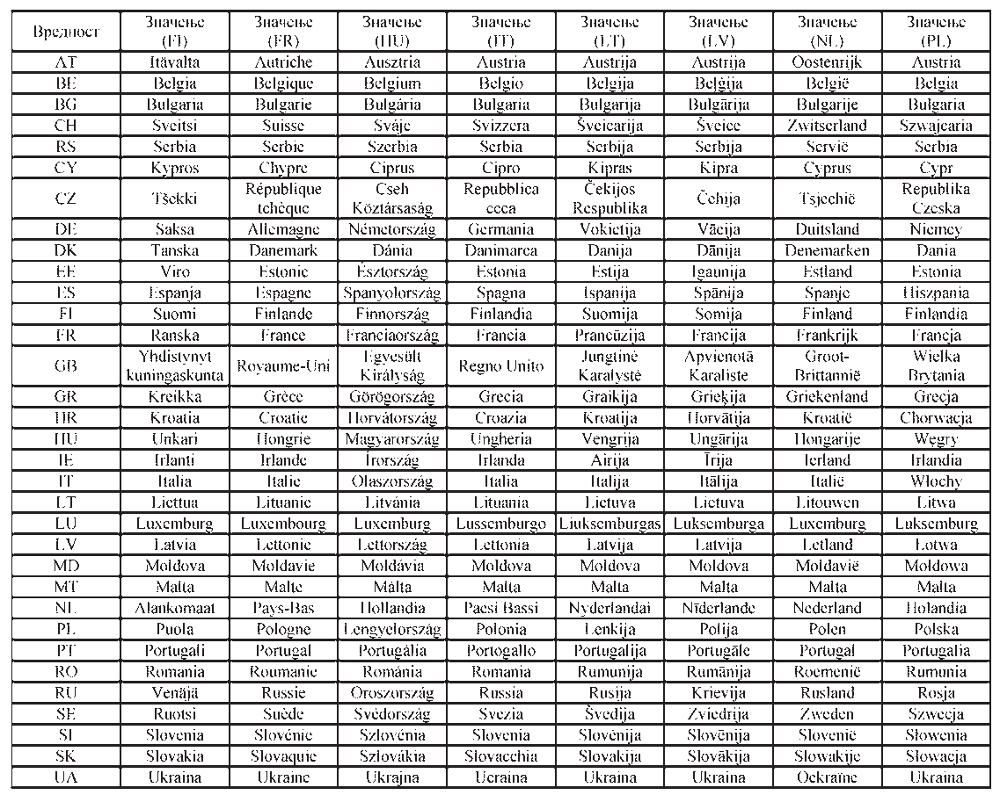 Вредност Значење (FI) Значење (FR) Значење (HU) Значење (IT) Значење (LT) Значење (LV) Значење (NL) Значење (PL)
AT Itävalta Autriche Ausztria Austria Austrija Austrija Oostenrijk Austria
BE Belgia Belgique Belgium Belgio Belgija Beļģija België Belgia
BG Bulgaria Bulgarie Bulgária Bulgaria Bulgarija Bulgārija Bulgarije Bulgaria
CH Sveitsi Suisse Svájc Svizzera Šveicarija Šveice Zwitserland Szwajcaria
RS Serbia Serbie Szerbia Serbia Serbija Serbija Servië Serbia
CY Kypros Chypre Ciprus Cipro Kipras Kipra Cyprus Cypr
CZ Tšekki République tchèque Cseh Köztársaság Repubblica ceca Čekijos Respublika Čehija Tsjechië Republika Czeska
DE Saksa Allemagne Németország Germania Vokietija Vācija Duitsland Niemcy
DK Tanska Danemark Dánia Danimarca Danija Dānija Denemarken Dania
EE Viro Estonie Észtország Estonia Estija Igaunija Estland Estonia
ES Espanja Espagne Spanyolország Spagna Ispanija Spānija Spanje Hiszpania
FI Suomi Finlande Finnország Finlandia Suomija Somija Finland Finlandia
FR Ranska France Franciaország Francia Prancūzija Francija Frankrijk Francja
GB Yhdistynyt kuningaskunta Royaume-Uni Egyesült Királyság Regno Unito Jungtinė Karalystė Apvienotā Karaliste Groot-Brittannië Wielka Brytania
GR Kreikka Grèce Görögország Grecia Graikija Grieķija Griekenland Grecja
HR Kroatia Croatie Horvátország Croazia Kroatija Horvātija Kroatië Chorwacja
HU Unkari Hongrie Magyarország Ungheria Vengrija Ungārija Hongarije Węgry
IE Irlanti Irlande Írország Irlanda Airija Īrija Ierland Irlandia
IT Italia Italie Olaszország Italia Italija Itālija Italië Włochy
LT Liettua Lituanie Litvánia Lituania Lietuva Lietuva Litouwen Litwa
LU Luxemburg Luxembourg Luxemburg Lussemburgo Liuksemburgas Luksemburga Luxemburg Luksemburg
LV Latvia Lettonie Lettország Lettonia Latvija Latvija Letland Łotwa
MD Moldova Moldavie Moldávia Moldova Moldova Moldova Moldavië Moldowa
MT Malta Malte Málta Malta Malta Malta Malta Malta
NL Alankomaat Pays-Bas Hollandia Paesi Bassi Nyderlandai Nīderlande Nederland Holandia
PL Puola Pologne Lengyelország Polonia Lenkija Polija Polen Polska
PT Portugali Portugal Portugália Portogallo Portugalija Portugāle Portugal Portugalia
RO Romania Roumanie Románia Romania Rumunija Rumānija Roemenië Rumunia
RU Venäjä Russie Oroszország Russia Rusija Krievija Rusland Rosja
SE Ruotsi Suède Svédország Svezia Švedija Zviedrija Zweden Szwecja
SI Slovenia Slovénie Szlovénia Slovenia Slovėnija Slovēnija Slovenië Słowenia
SK Slovakia Slovaquie Szlovákia Slovacchia Slovakija Slovākija Slowakije Słowacja
UA Ukraina Ukraine Ukrajna Ucraina Ukraina Ukraina Oekraïne Ukraina